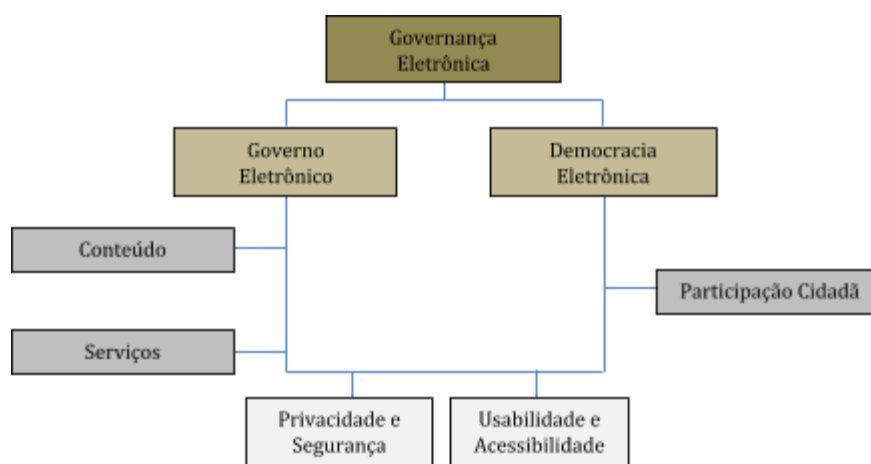 Governança
Eletrônica
Governo
Eletrônico
Democracia
Eletrônica
Conteúdo
Participação Cidadã
Serviços
Privacidade e
Segurança
Usabilidade e
Acessibilidade